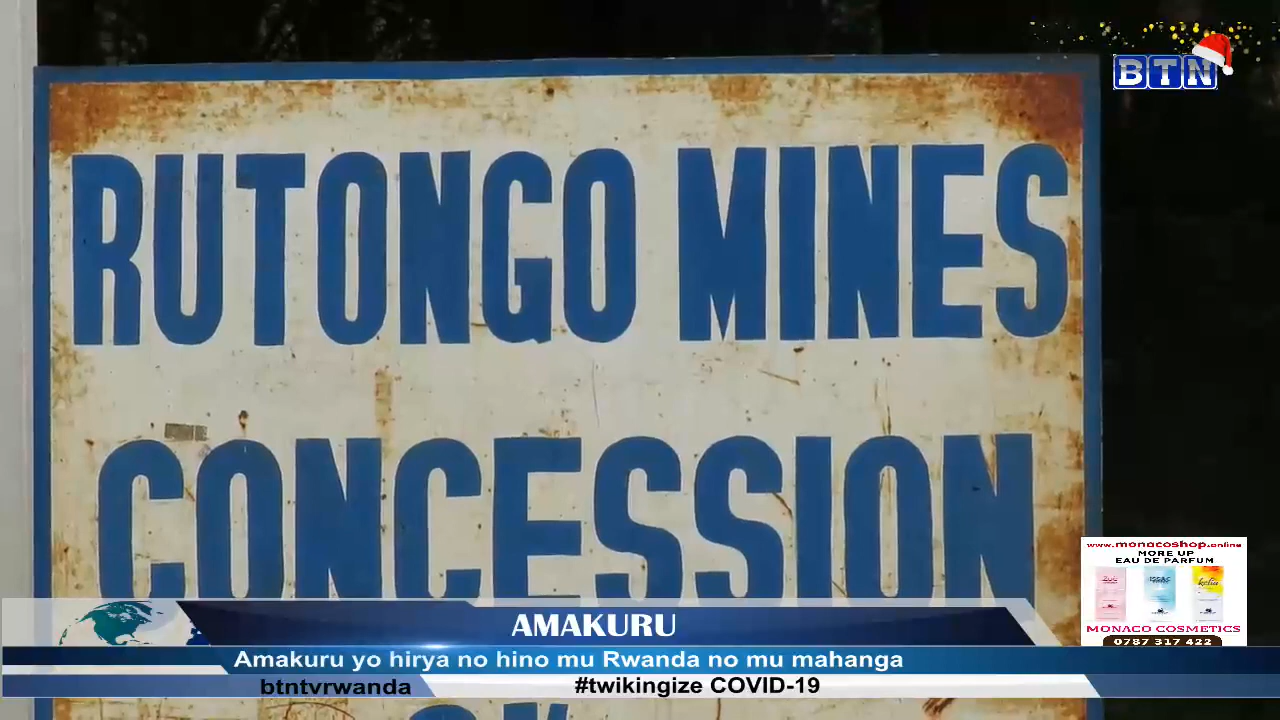 BTN
RUTONGO MINES
CONCESSION
www.monacoshop.online
MORE UP
EAU DE PARFUM
MONACO COSMETICS
0787 317 422
AMAKURU
Amakuru yo hirya no hino mu Rwanda no mu mahanga
btntvrwanda
#twikingize COVID-19